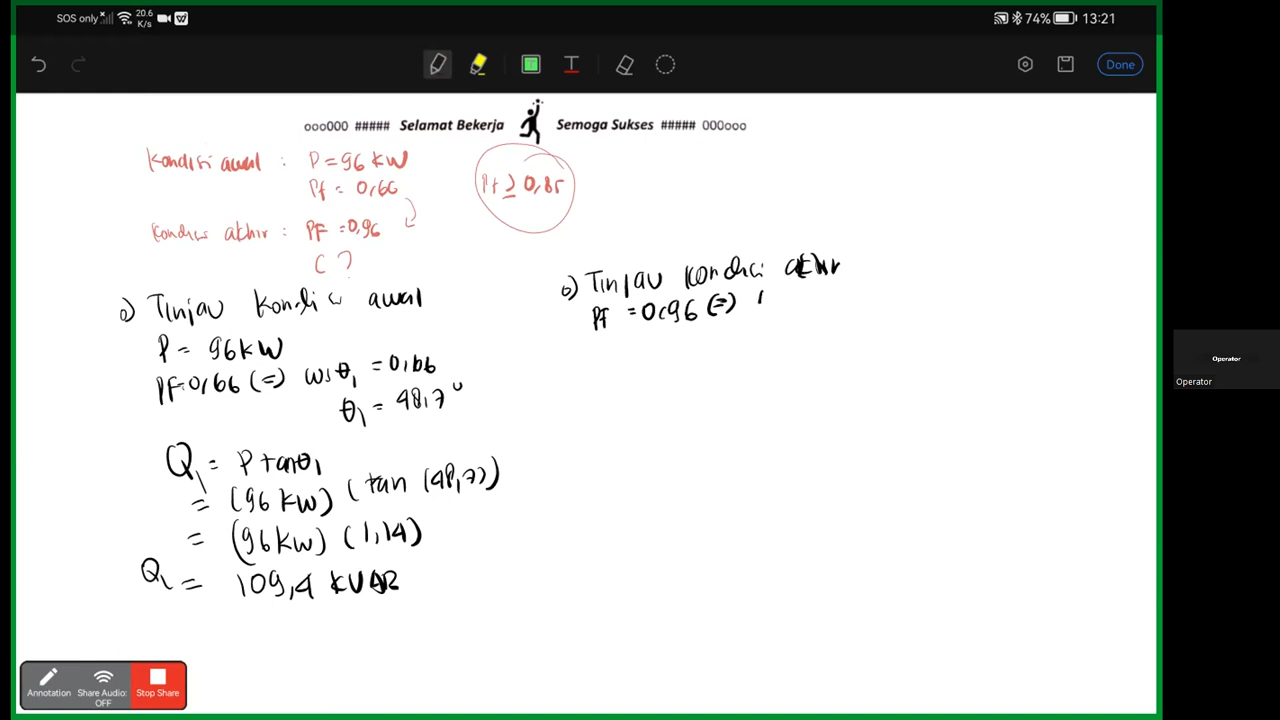 SOS only 20.6 K/s W 74% 13:21
T Done
ooo000 ##### Selamat Bekerja Semoga Sukses ##### 000ooo
Kondisi awal : P = 96 kW
Pf = 0,66
Pf ≥ 0,85
Kondisi akhir : PF = 0,96
C ?
a) Tinjau kondisi awal
P = 96 kW
PF = 0,66 (=) cos θ₁ = 0,66
θ₁ = 48,7°
Q₁ = P tan θ₁
= (96 kW) (tan (48,7))
= (96 kW) (1,14)
Q₁ = 109,4 kVAR
b) Tinjau kondisi akhir
Pf = 0,96 (=)
Operator
Operator
Annotation
Share Audio: OFF
Stop Share